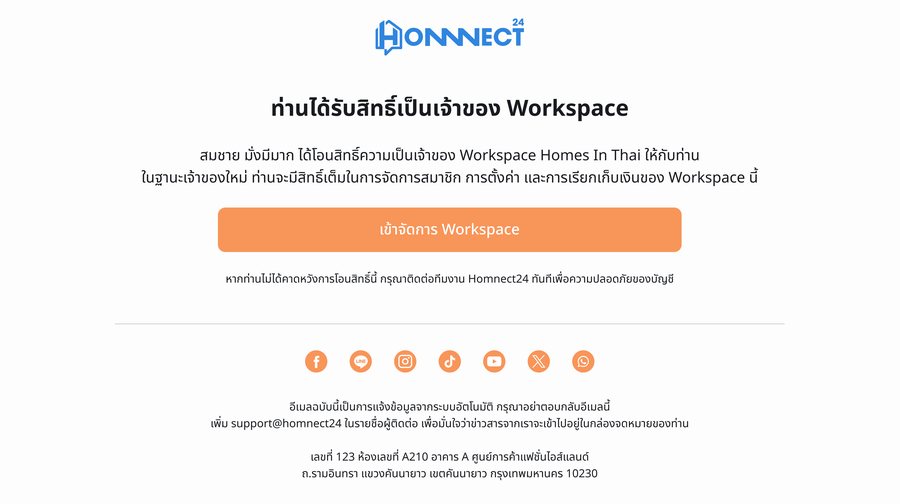 HONNNECT 24
ท่านได้รับสิทธิ์เป็นเจ้าของ Workspace
สมชาย มั่งมีมาก ได้โอนสิทธิ์ความเป็นเจ้าของ Workspace Homes In Thai ให้กับท่าน
ในฐานะเจ้าของใหม่ ท่านจะมีสิทธิ์เต็มในการจัดการสมาชิก การตั้งค่า และการเรียกเก็บเงินของ Workspace นี้
เข้าจัดการ Workspace
หากท่านไม่ได้คาดหวังการโอนสิทธิ์นี้ กรุณาติดต่อทีมงาน Homnect24 ทันทีเพื่อความปลอดภัยของบัญชี
LINE
อีเมลฉบับนี้เป็นการแจ้งข้อมูลจากระบบอัตโนมัติ กรุณาอย่าตอบกลับอีเมลนี้
เพิ่ม support@homnect24 ในรายชื่อผู้ติดต่อ เพื่อมั่นใจว่าข่าวสารจากเราจะเข้าไปอยู่ในกล่องจดหมายของท่าน
เลขที่ 123 ห้องเลขที่ A210 อาคาร A ศูนย์การค้าแฟชั่นไอส์แลนด์
ถ.รามอินทรา แขวงคันนายาว เขตคันนายาว กรุงเทพมหานคร 10230